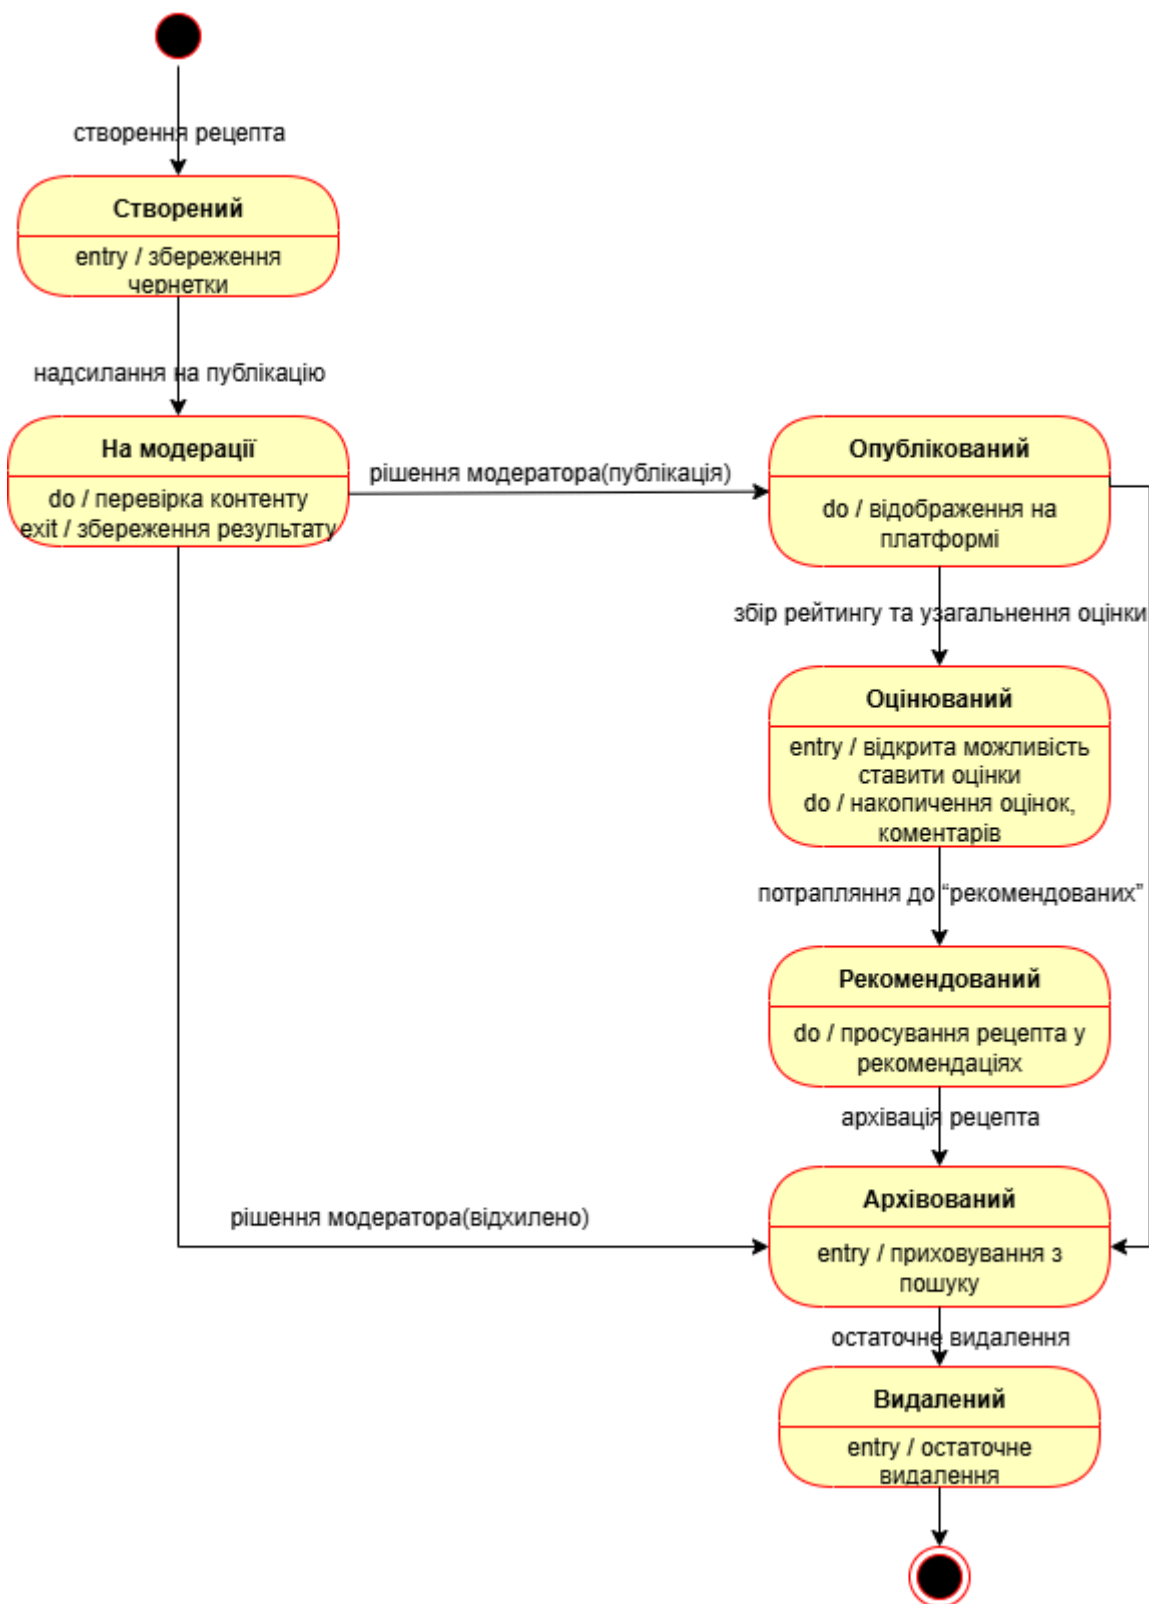 створення рецепта
Створений
entry / збереження
чернетки
надсилання на публікацію
На модерації
do / перевірка контенту
exit / збереження результату
рішення модератора(публікація)
Опублікований
do / відображення на
платформі
збір рейтингу та узагальнення оцінки
Оцінюваний
entry / відкрита можливість
ставити оцінки
do / накопичення оцінок,
коментарів
потрапляння до “рекомендованих”
Рекомендований
do / просування рецепта у
рекомендаціях
архівація рецепта
рішення модератора(відхилено)
Архівований
entry / приховування з
пошуку
остаточне видалення
Видалений
entry / остаточне
видалення